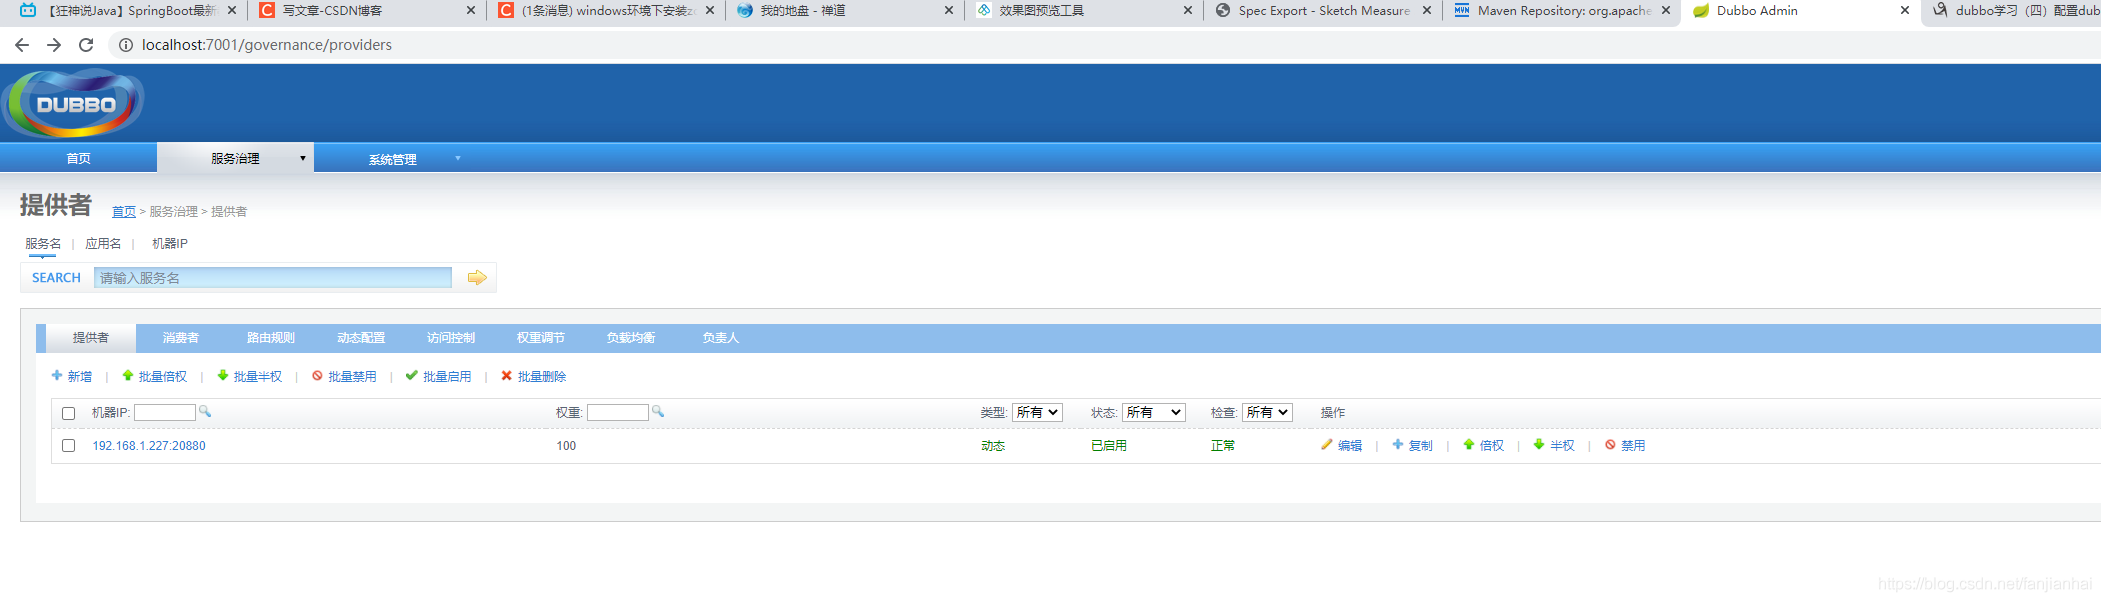 【狂神说Java】SpringBoot最新
写文章-CSDN博客
(1条消息) windows环境下安装zo
我的地盘 - 禅道
效果图预览工具
Spec Export - Sketch Measure
Maven Repository: org.apache
Dubbo Admin
dubbo学习（四）配置dub
localhost:7001/governance/providers
DUBBO
首页 服务治理 系统管理
提供者 首页 > 服务治理 > 提供者
服务名 | 应用名 | 机器IP
SEARCH 请输入服务名
提供者 消费者 路由规则 动态配置 访问控制 权重调节 负载均衡 负责人
新增 | 批量倍权 | 批量半权 | 批量禁用 | 批量启用 | 批量删除
机器IP: 权重: 类型: 所有 状态: 所有 检查: 所有 操作
192.168.1.227:20880 100 动态 已启用 正常 编辑 | 复制 | 倍权 | 半权 | 禁用
https://blog.csdn.net/fanjianhai